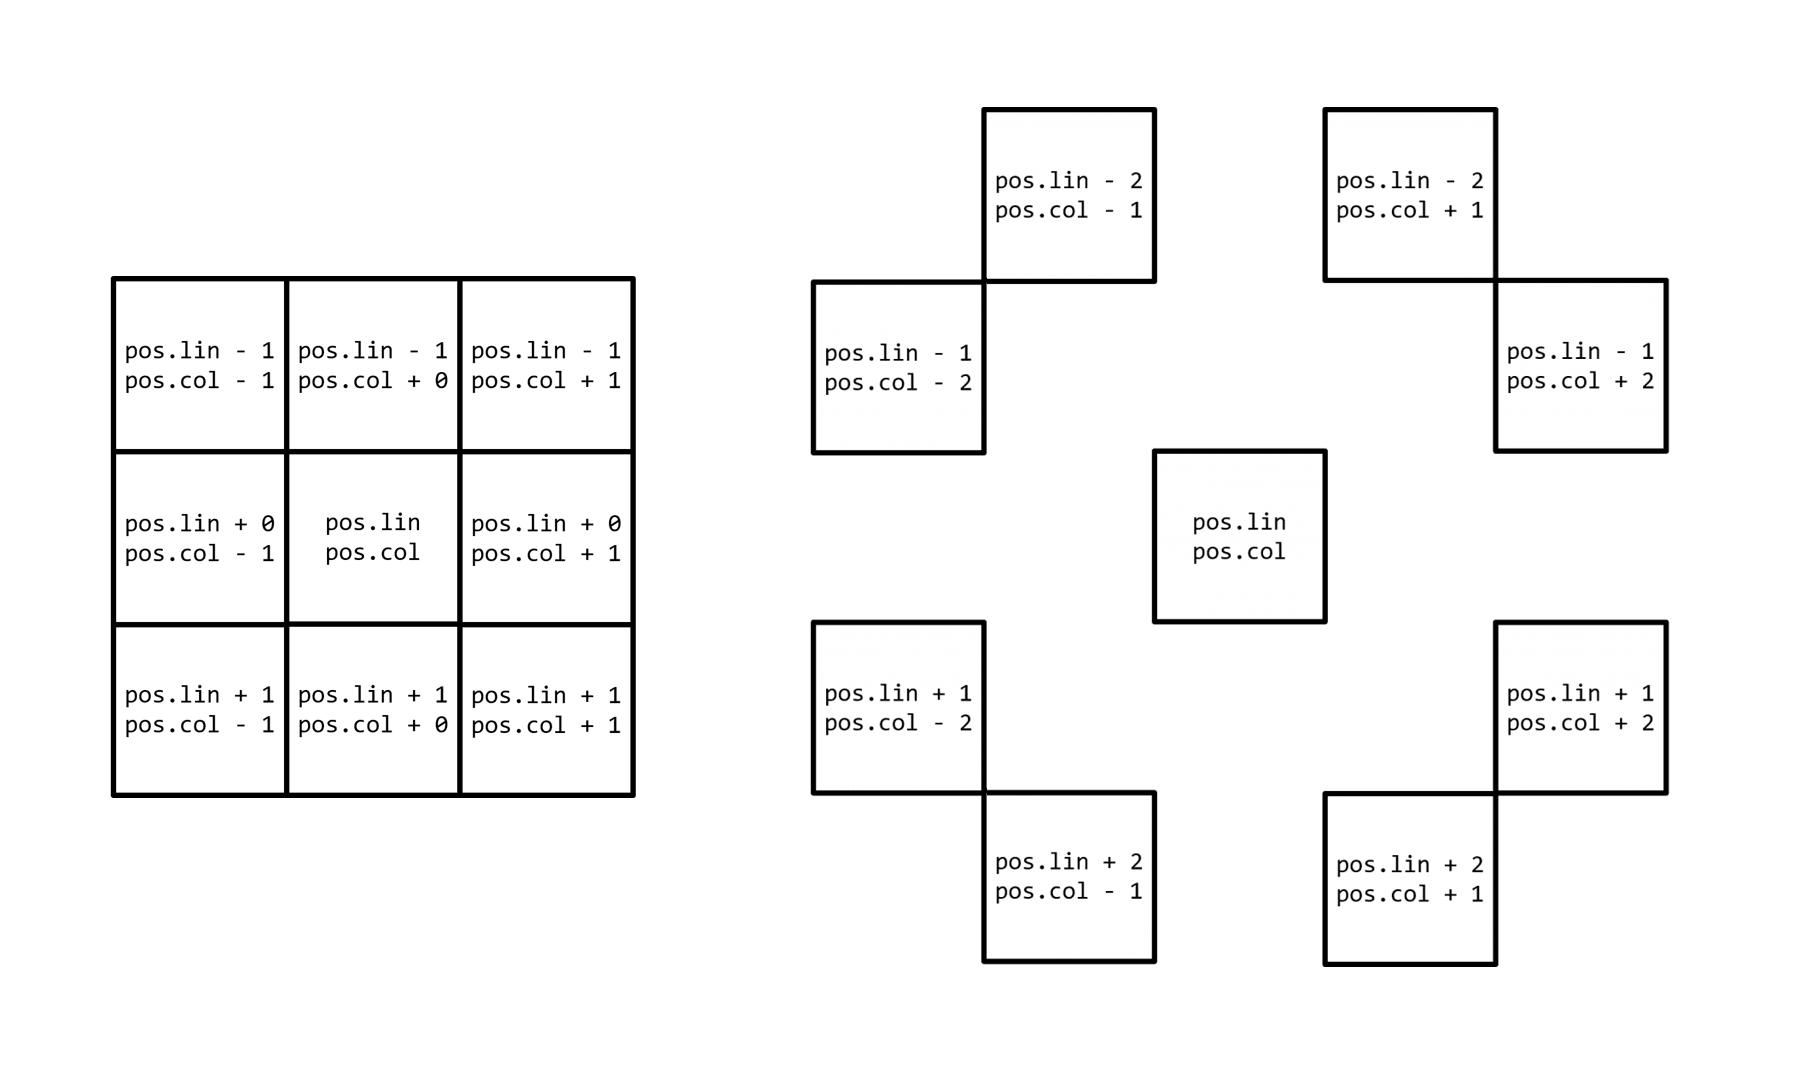 pos.lin - 1
pos.col - 1
pos.lin - 1
pos.col + 0
pos.lin - 1
pos.col + 1
pos.lin + 0
pos.col - 1
pos.lin
pos.col
pos.lin + 0
pos.col + 1
pos.lin + 1
pos.col - 1
pos.lin + 1
pos.col + 0
pos.lin + 1
pos.col + 1
pos.lin - 2
pos.col - 1
pos.lin - 2
pos.col + 1
pos.lin - 1
pos.col - 2
pos.lin - 1
pos.col + 2
pos.lin
pos.col
pos.lin + 1
pos.col - 2
pos.lin + 1
pos.col + 2
pos.lin + 2
pos.col - 1
pos.lin + 2
pos.col + 1